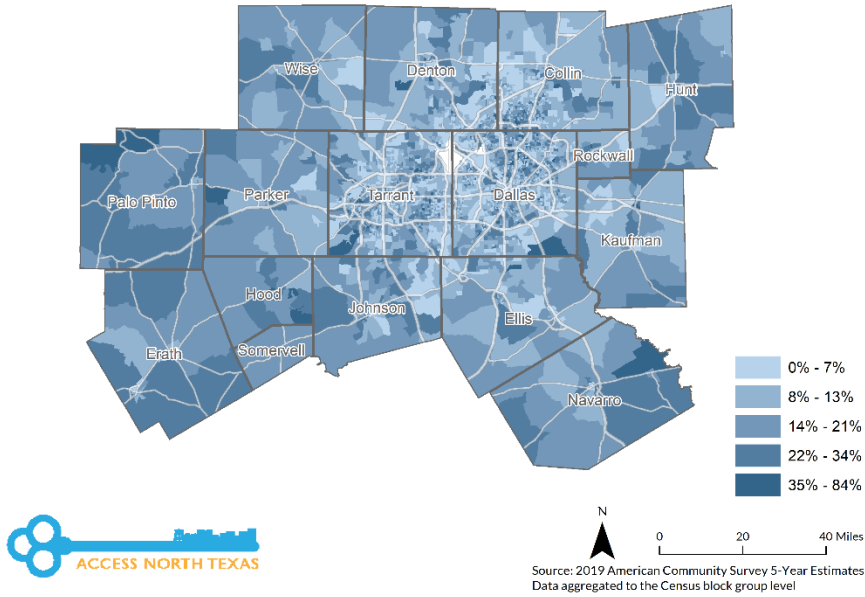 Wise
Denton
Collin
Hunt
Rockwall
Palo Pinto
Parker
Tarrant
Dallas
Kaufman
Hood
Johnson
Ellis
Erath
Somervell
Navarro
0% - 7%
8% - 13%
14% - 21%
22% - 34%
35% - 84%
ACCESS NORTH TEXAS
N
0 20 40 Miles
Source: 2019 American Community Survey 5-Year Estimates
Data aggregated to the Census block group level